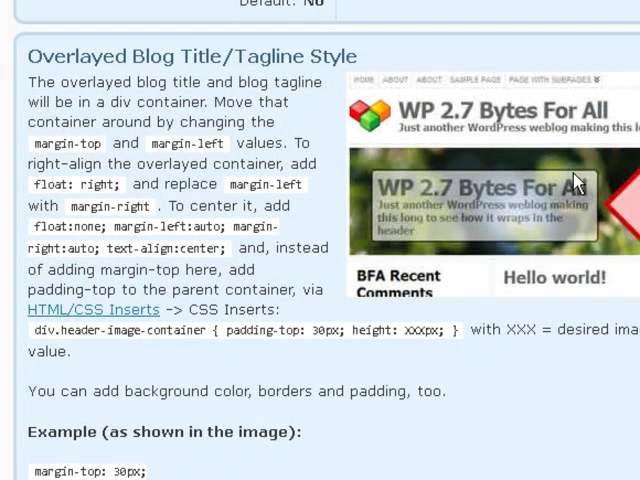 Default: No
Overlayed Blog Title/Tagline Style
The overlayed blog title and blog tagline
will be in a div container. Move that
container around by changing the
margin-top and margin-left values. To
right-align the overlayed container, add
float: right; and replace margin-left
with margin-right . To center it, add
float:none; margin-left:auto; margin-
right:auto; text-align:center; and, instead
of adding margin-top here, add
padding-top to the parent container, via
HTML/CSS Inserts -> CSS Inserts:
div.header-image-container { padding-top: 30px; height: XXXpx; } with XXX = desired
value.
You can add background color, borders and padding, too.
Example (as shown in the image):
margin-top: 30px;
HOME ABOUT ABOUT SAMPLE PAGE PAGE WITH SUBPAGES
WP 2.7 Bytes For All
Just another WordPress weblog making this
WP 2.7 Bytes For All
Just another WordPress weblog making
this long to see how it wraps in the
header
BFA Recent
Comments
Hello world!